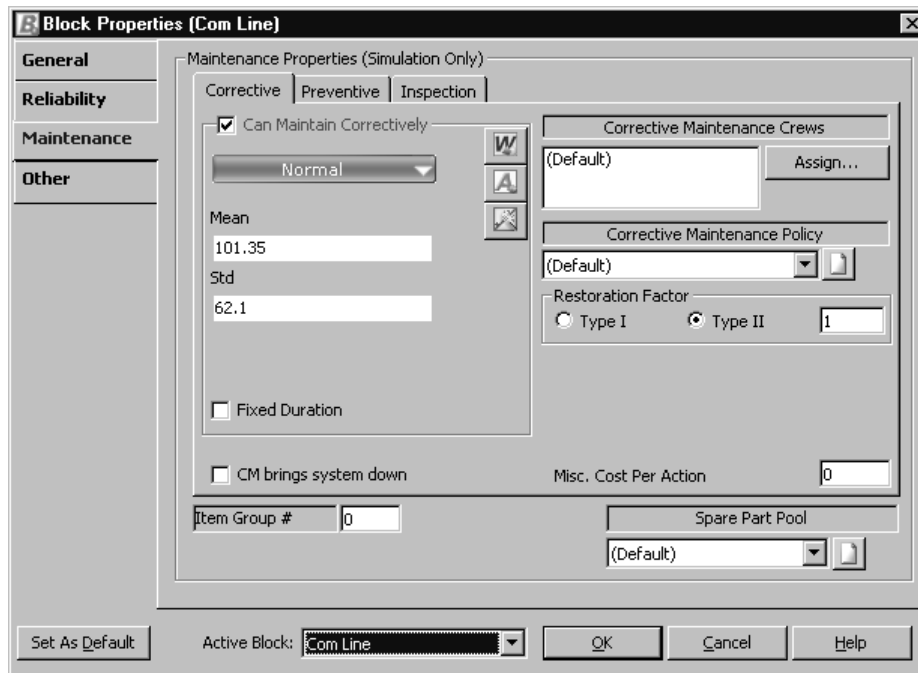 Block Properties (Com Line)
General
Reliability
Maintenance
Other
Maintenance Properties (Simulation Only)
Corrective Preventive Inspection
Can Maintain Correctively
Normal
Mean
101.35
Std
62.1
Fixed Duration
CM brings system down
W
A
Corrective Maintenance Crews
(Default)
Assign...
Corrective Maintenance Policy
(Default)
Restoration Factor
Type I Type II 1
Misc. Cost Per Action 0
Item Group # 0
Spare Part Pool
(Default)
Set As Default Active Block: Com Line OK Cancel Help